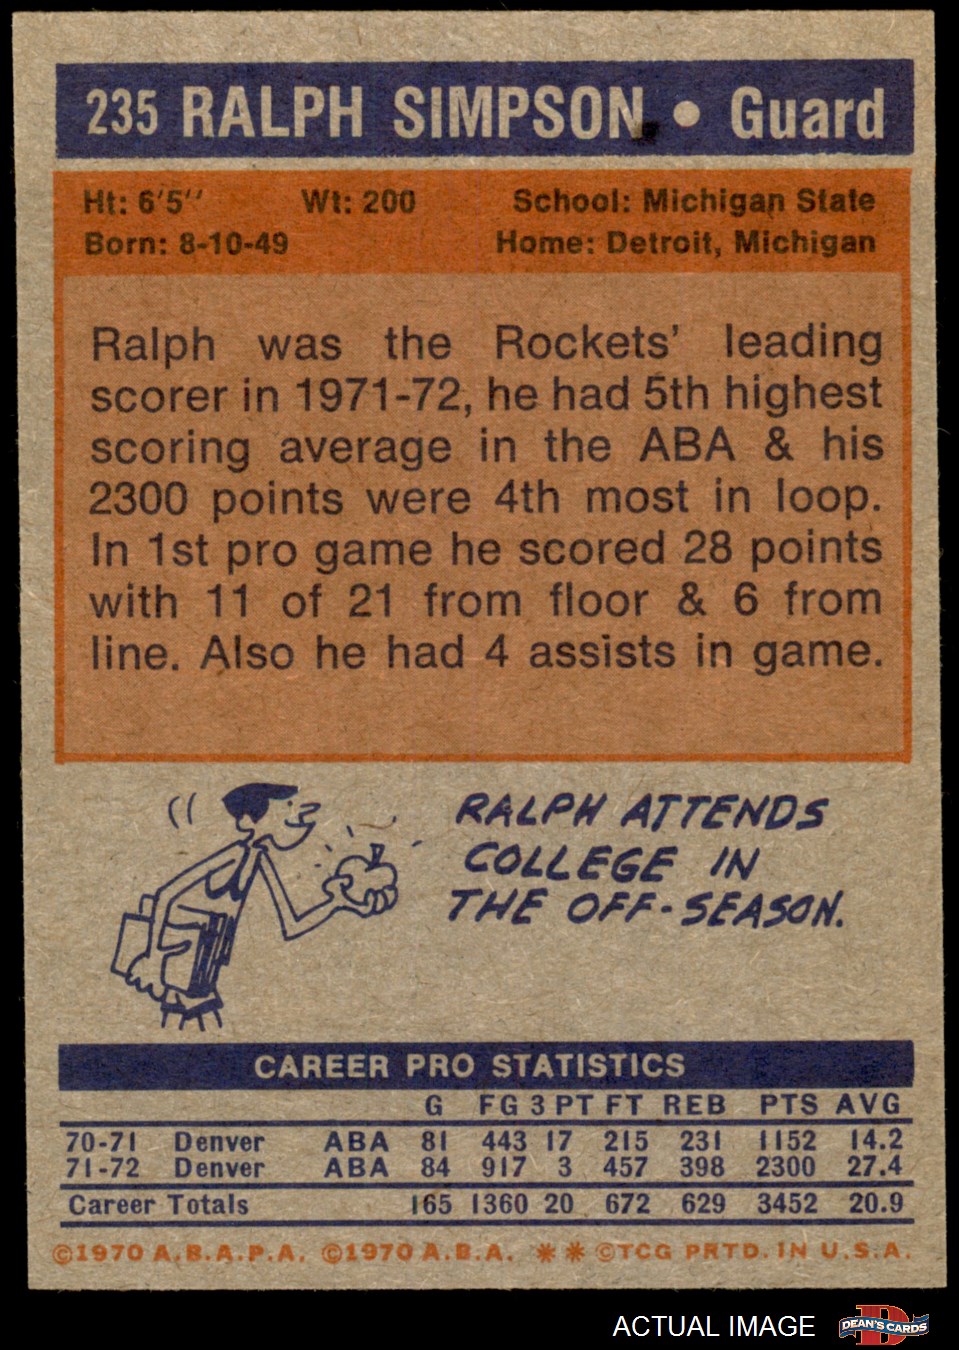 235 RALPH SIMPSON • Guard
Ht: 6'5'' Wt: 200 School: Michigan State
Born: 8-10-49 Home: Detroit, Michigan
Ralph was the Rockets' leading
scorer in 1971-72, he had 5th highest
scoring average in the ABA & his
2300 points were 4th most in loop.
In 1st pro game he scored 28 points
with 11 of 21 from floor & 6 from
line. Also he had 4 assists in game.
RALPH ATTENDS
COLLEGE IN
THE OFF-SEASON.
CAREER PRO STATISTICS
G FG 3 PT FT REB PTS AVG
70-71 Denver ABA 81 443 17 215 231 1152 14.2
71-72 Denver ABA 84 917 3 457 398 2300 27.4
Career Totals 165 1360 20 672 629 3452 20.9
©1970 A.B.A.P.A. ©1970 A.B.A. ** ©TCG PRTD. IN U.S.A.
ACTUAL IMAGE
D
DEAN'S CARDS